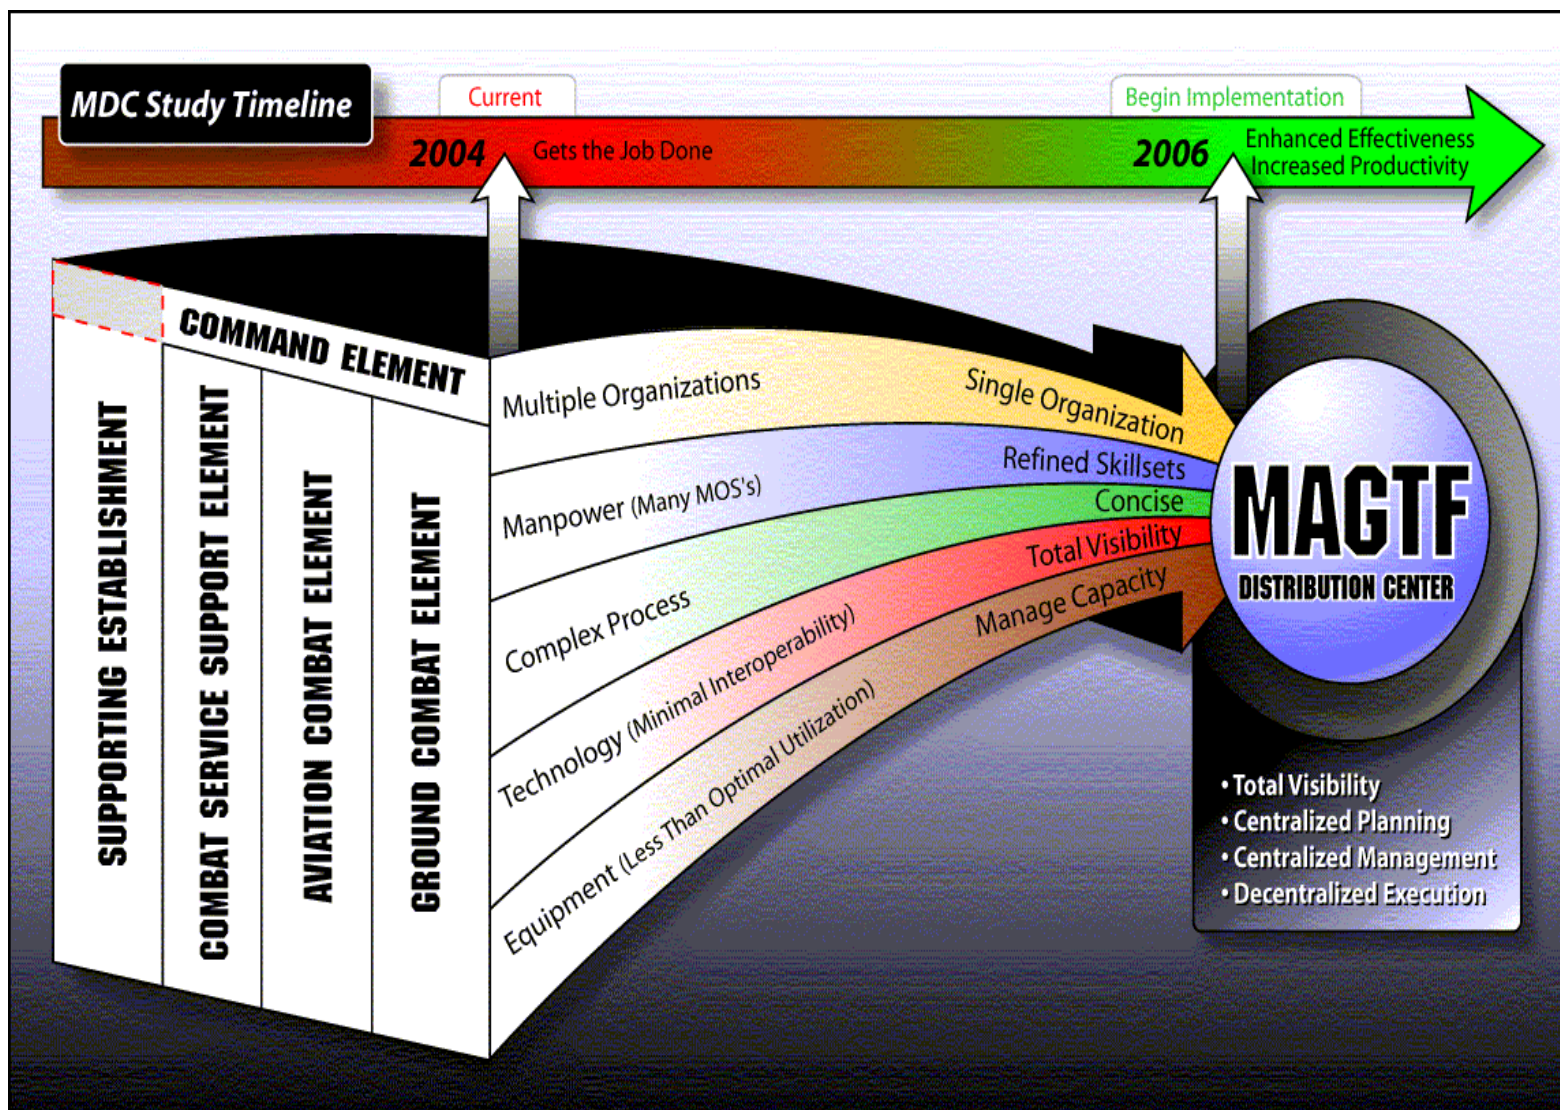 MDC Study Timeline
Current
Begin Implementation
2004
Gets the Job Done
2006
Enhanced Effectiveness
Increased Productivity
COMMAND ELEMENT
SUPPORTING ESTABLISHMENT
COMBAT SERVICE SUPPORT ELEMENT
AVIATION COMBAT ELEMENT
GROUND COMBAT ELEMENT
Multiple Organizations
Single Organization
Manpower (Many MOS's)
Refined Skillsets
Complex Process
Concise
Technology (Minimal Interoperability)
Total Visibility
Equipment (Less Than Optimal Utilization)
Manage Capacity
MAGTF
DISTRIBUTION CENTER
• Total Visibility
• Centralized Planning
• Centralized Management
• Decentralized Execution